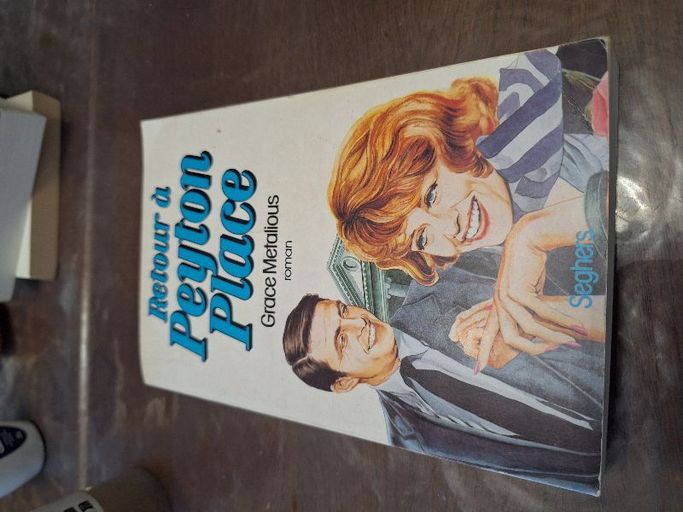 Retour à
Peyton
Place
Grace Metalious
roman
Seghers